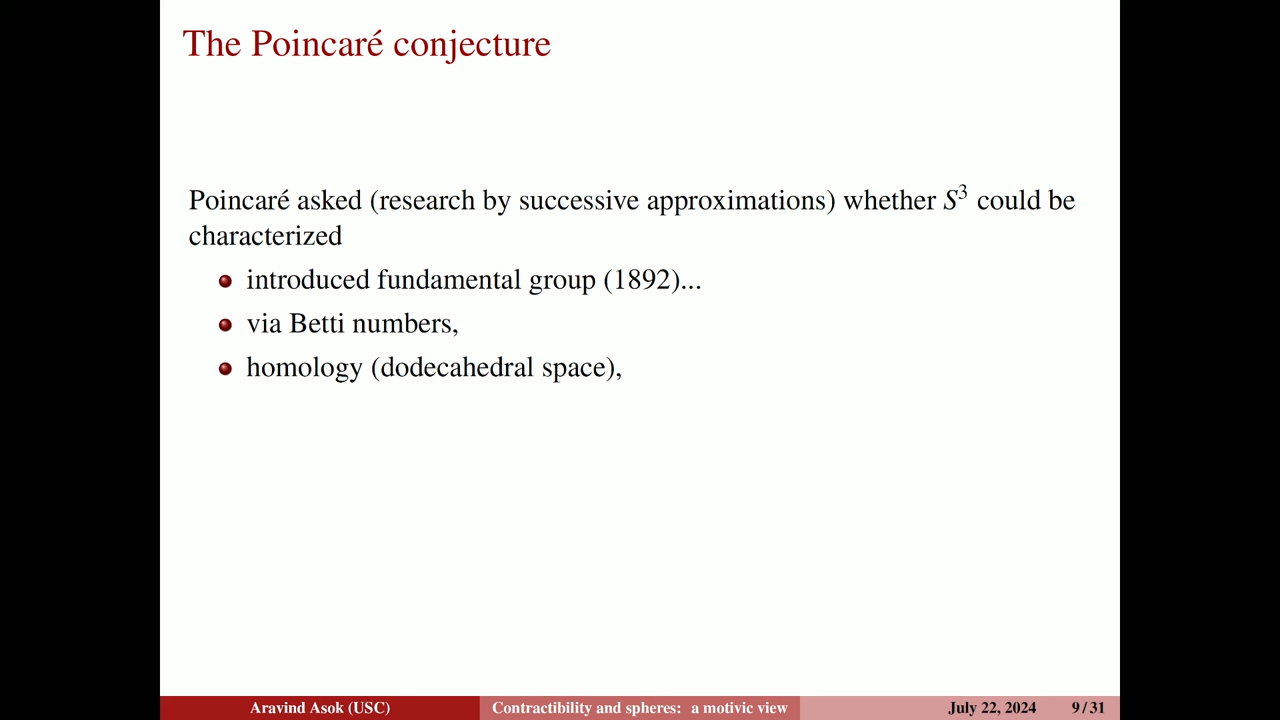 The Poincaré conjecture
Poincaré asked (research by successive approximations) whether S³ could be
characterized
introduced fundamental group (1892)...
via Betti numbers,
homology (dodecahedral space),
Aravind Asok (USC) Contractibility and spheres: a motivic view July 22, 2024 9 / 31